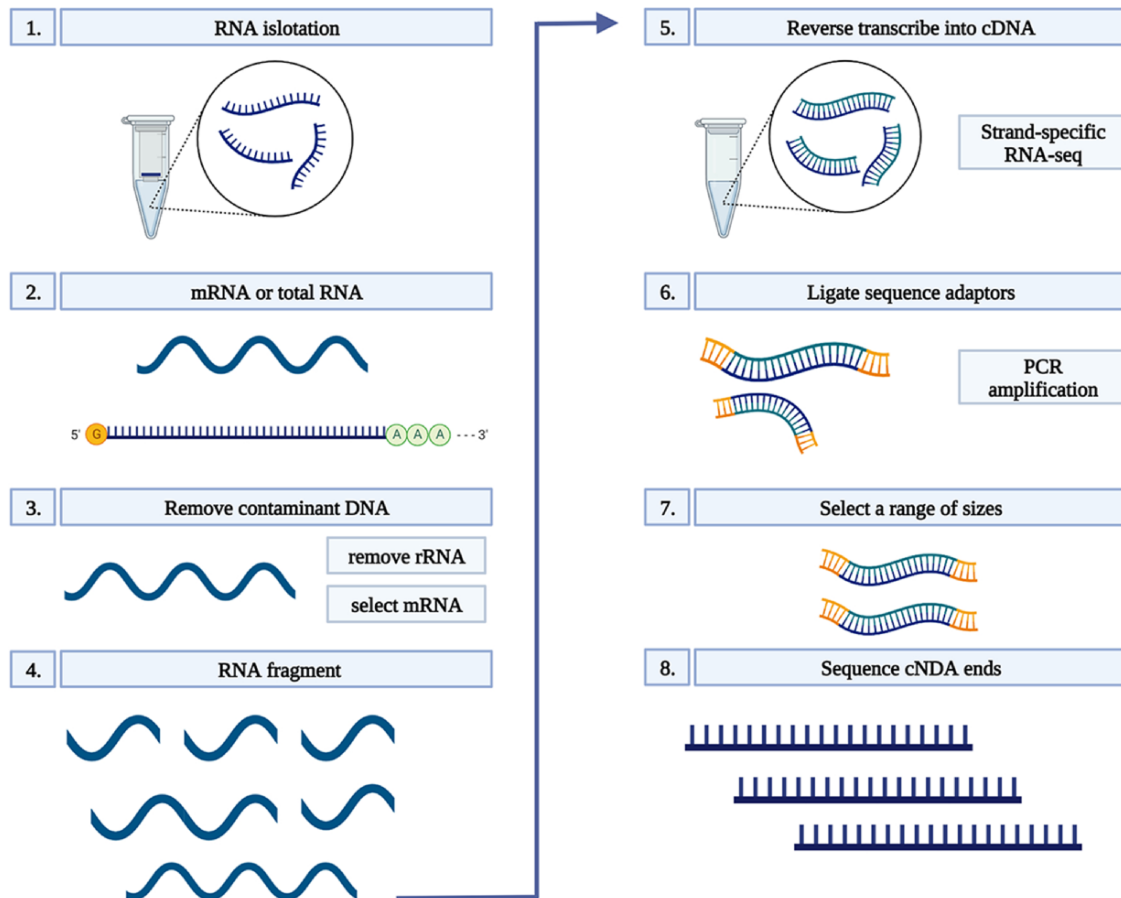 1.
RNA islotation
2.
mRNA or total RNA
5' G A A A --- 3'
3.
Remove contaminant DNA
remove rRNA
select mRNA
4.
RNA fragment
5.
Reverse transcribe into cDNA
Strand-specific
RNA-seq
6.
Ligate sequence adaptors
PCR
amplification
7.
Select a range of sizes
8.
Sequence cNDA ends